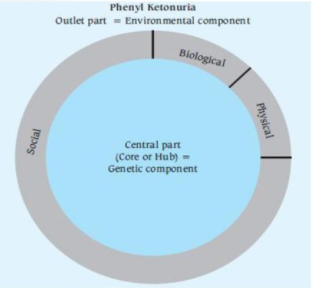 Phenyl Ketonuria
Outlet part = Environmental component
Biological
Physical
Social
Central part
(Core or Hub) =
Genetic component